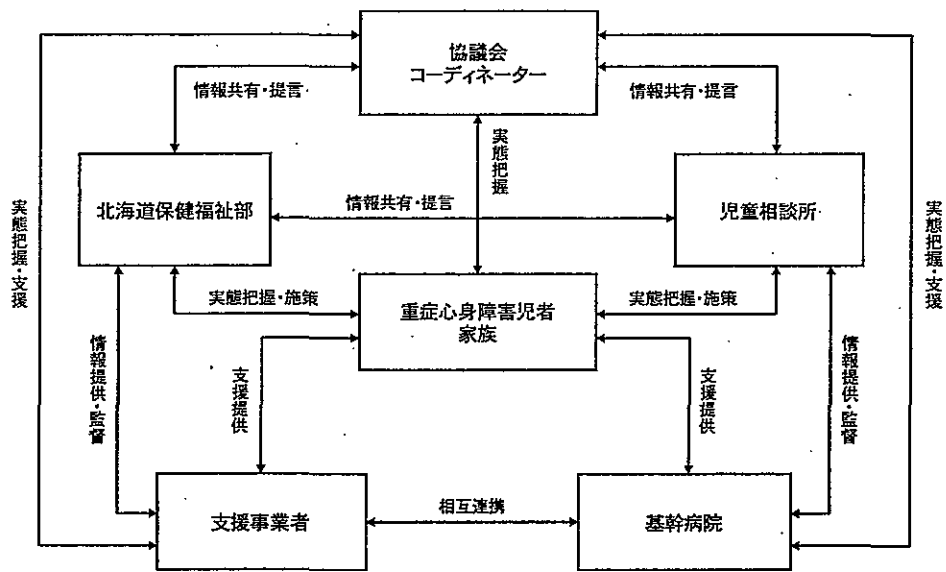 協議会
コーディネーター
情報共有・提言
情報共有・提言
実態把握
北海道保健福祉部
情報共有・提言
児童相談所
実態把握・支援
実態把握・支援
実態把握・施策
重症心身障害児者
家族
実態把握・施策
情報提供・監督
支援提供
支援提供
情報提供・監督
支援事業者
相互連携
基幹病院